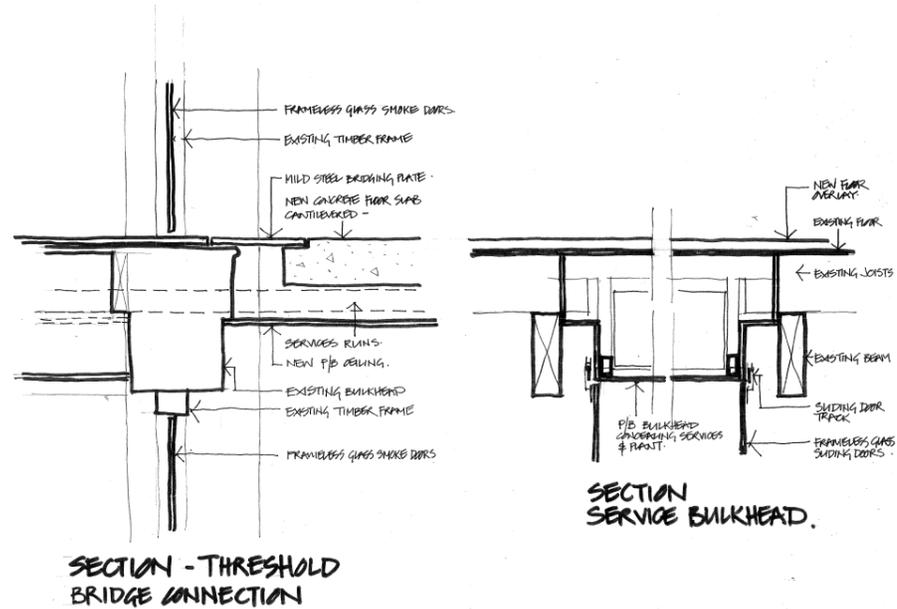 FRAMELESS GLASS SMOKE DOORS.
EXISTING TIMBER FRAME
MILD STEEL BRIDGING PLATE.
NEW CONCRETE FLOOR SLAB
CANTILEVERED -
SERVICES RUNS.
NEW P/B CEILING.
EXISTING BULKHEAD
EXISTING TIMBER FRAME
FRAMELESS GLASS SMOKE DOORS
SECTION - THRESHOLD
BRIDGE CONNECTION
NEW FLOOR
OVERLAY.
EXISTING FLOOR
EXISTING JOISTS
EXISTING BEAM
SLIDING DOOR
TRACK
FRAMELESS GLASS
SLIDING DOORS.
P/B BULKHEAD
CONCEALING SERVICES
& PLANT.
SECTION
SERVICE BULKHEAD.